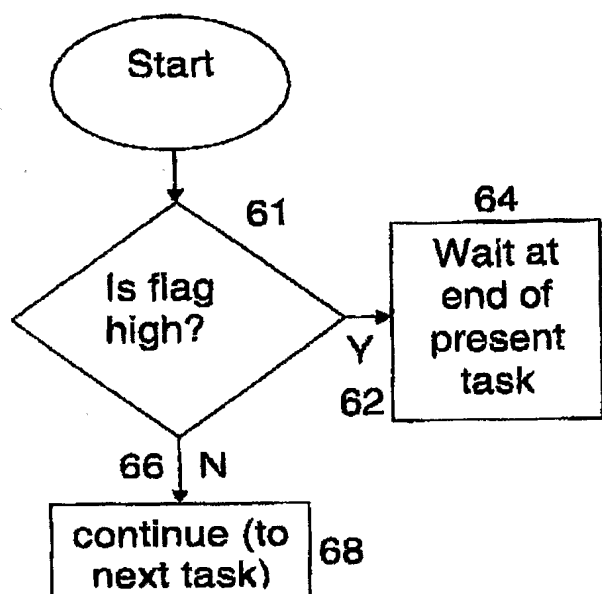 Start
61
Is flag
high?
Y
62
64
Wait at
end of
present
task
66 N
continue (to
next task)
68